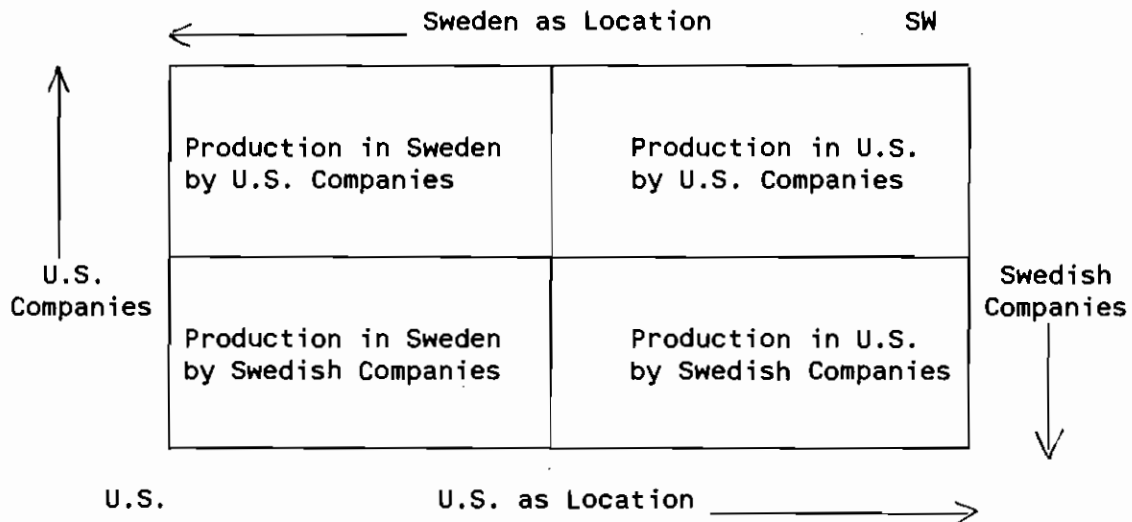 Sweden as Location SW
Production in Sweden
by U.S. Companies
Production in U.S.
by U.S. Companies
U.S.
Companies
Swedish
Companies
Production in Sweden
by Swedish Companies
Production in U.S.
by Swedish Companies
U.S. U.S. as Location